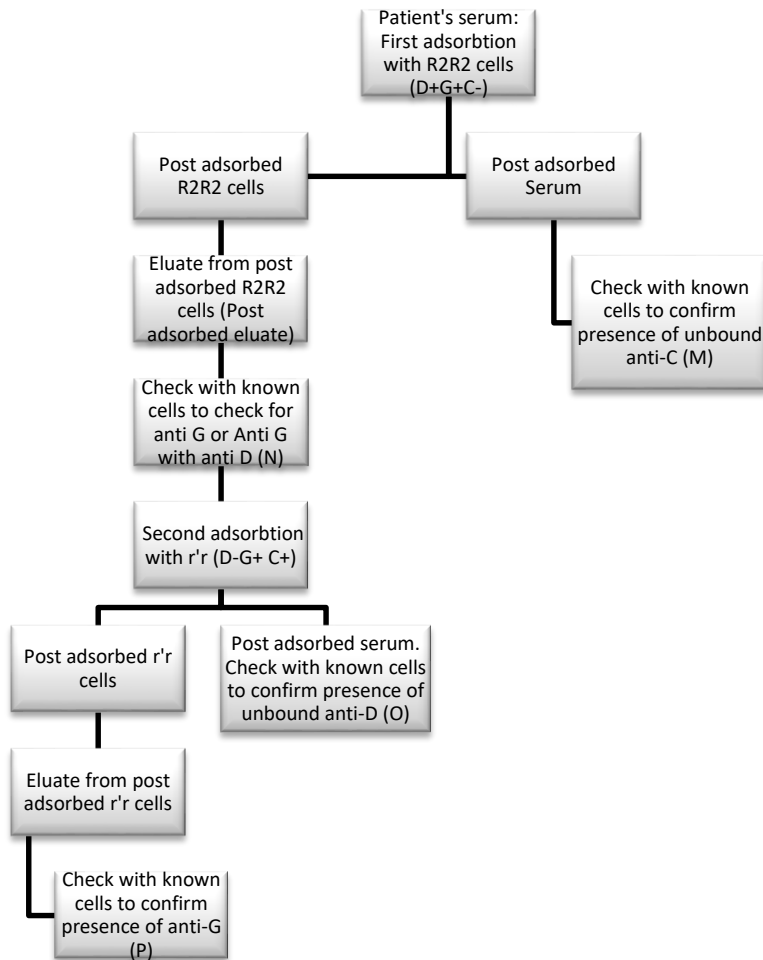 Patient's serum:
First adsorbtion
with R2R2 cells
(D+G+C-)
Post adsorbed
R2R2 cells
Post adsorbed
Serum
Eluate from post
adsorbed R2R2
cells (Post
adsorbed eluate)
Check with known
cells to confirm
presence of unbound
anti-C (M)
Check with known
cells to check for
anti G or Anti G
with anti D (N)
Second adsorbtion
with r'r (D-G+ C+)
Post adsorbed r'r
cells
Post adsorbed serum.
Check with known cells
to confirm presence of
unbound anti-D (O)
Eluate from post
adsorbed r'r cells
Check with known
cells to confirm
presence of anti-G
(P)